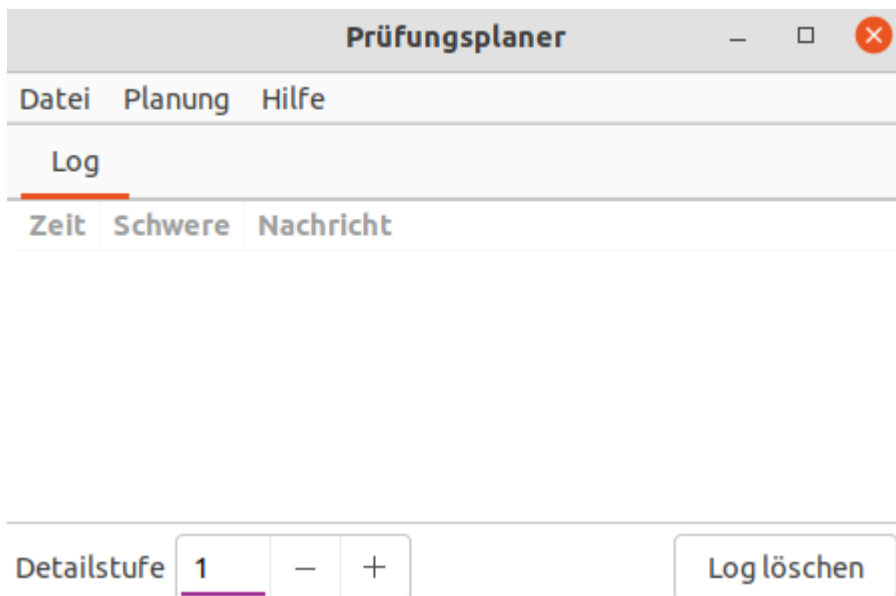 Prüfungsplaner
Datei Planung Hilfe
Log
Zeit Schwere Nachricht
Detailstufe 1 Log löschen